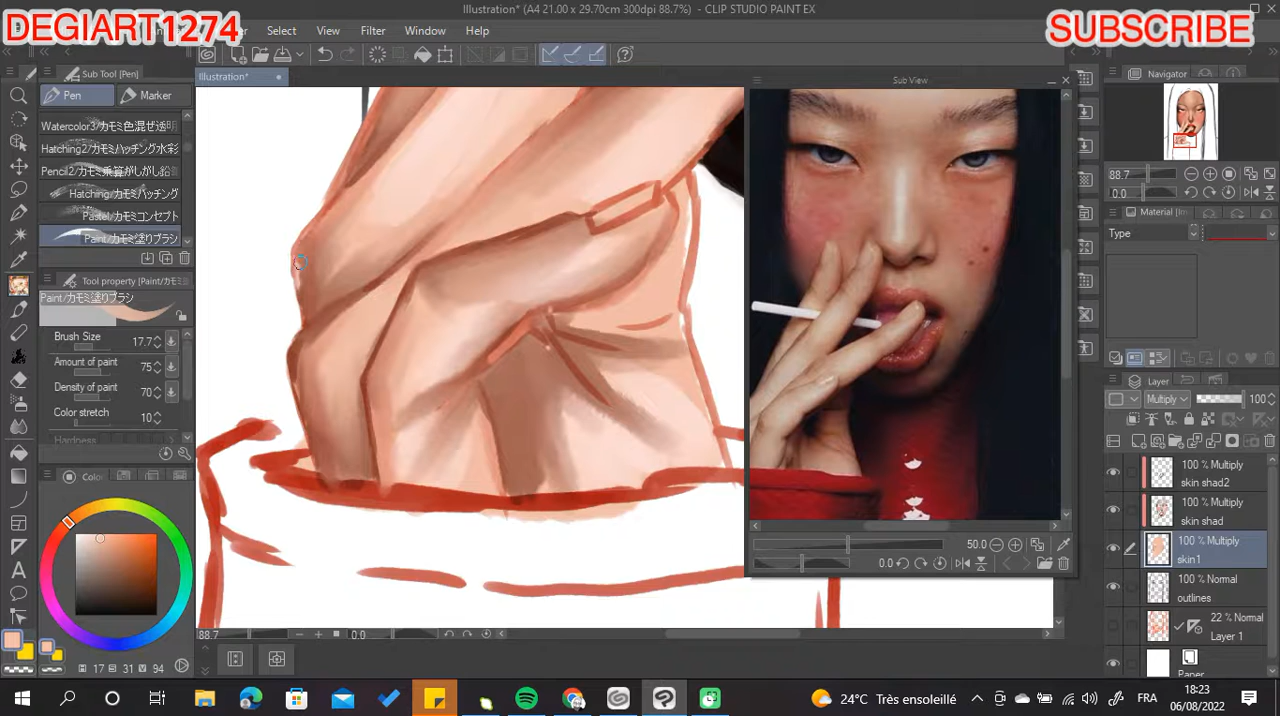 Illustration* (A4 21.00 x 29.70cm 300dpi 88.7%) - CLIP STUDIO PAINT EX
DEGIART1274
SUBSCRIBE
Select View Filter Window Help
Sub Tool [Pen]
Illustration*
Sub View
Navigator
Pen Marker
Watercolor3/カモミ色混ぜ透明
Hatching2/カモミハッチング水彩
Pencil2/カモミ乗算がしがし鉛筆
Hatching/カモミハッチング
Pastel/カモミコンセプト
Paint/カモミ塗りブラシ
88.7
0.0
Material [
Type
Tool property [Paint/カモ
Paint/カモミ塗りブラシ
Brush Size 17.7
Amount of paint 75
Density of paint 70
Color stretch 10
Hardness
Layer
Multiply 100
Color
100 % Multiply
skin shad2
100 % Multiply
skin shad
100 % Multiply
skin1
100 % Normal
outlines
22 % Normal
Layer 1
Paper
50.0
0.0
88.7 0.0
H 17 S 31 V 94
24°C Très ensoleillé
FRA
18:23
06/08/2022